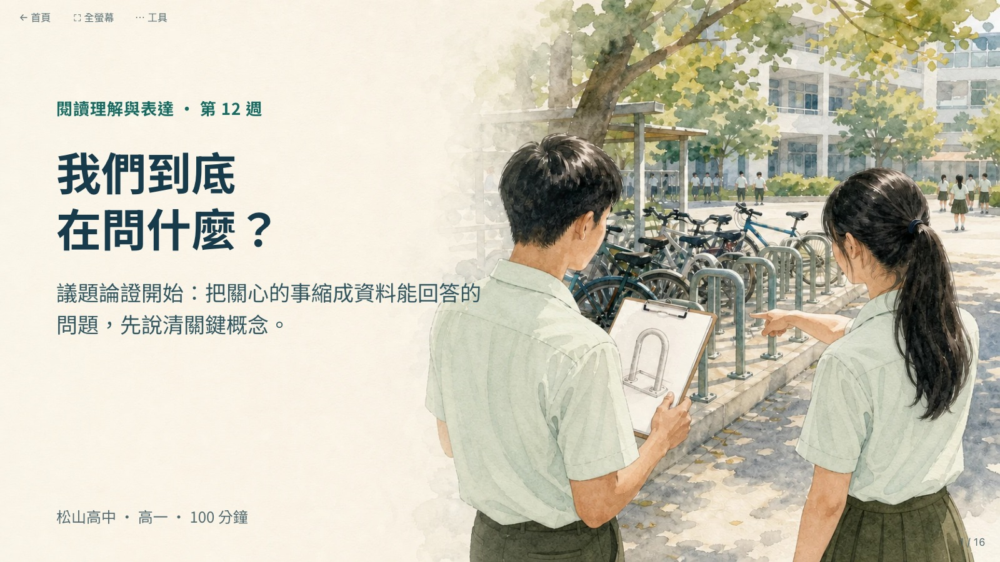 ← 首頁 ⛶ 全螢幕 ⋯ 工具
閱讀理解與表達 · 第 12 週
我們到底
在問什麼？
議題論證開始：把關心的事縮成資料能回答的
問題，先說清關鍵概念。
松山高中 · 高一 · 100 分鐘
/ 16